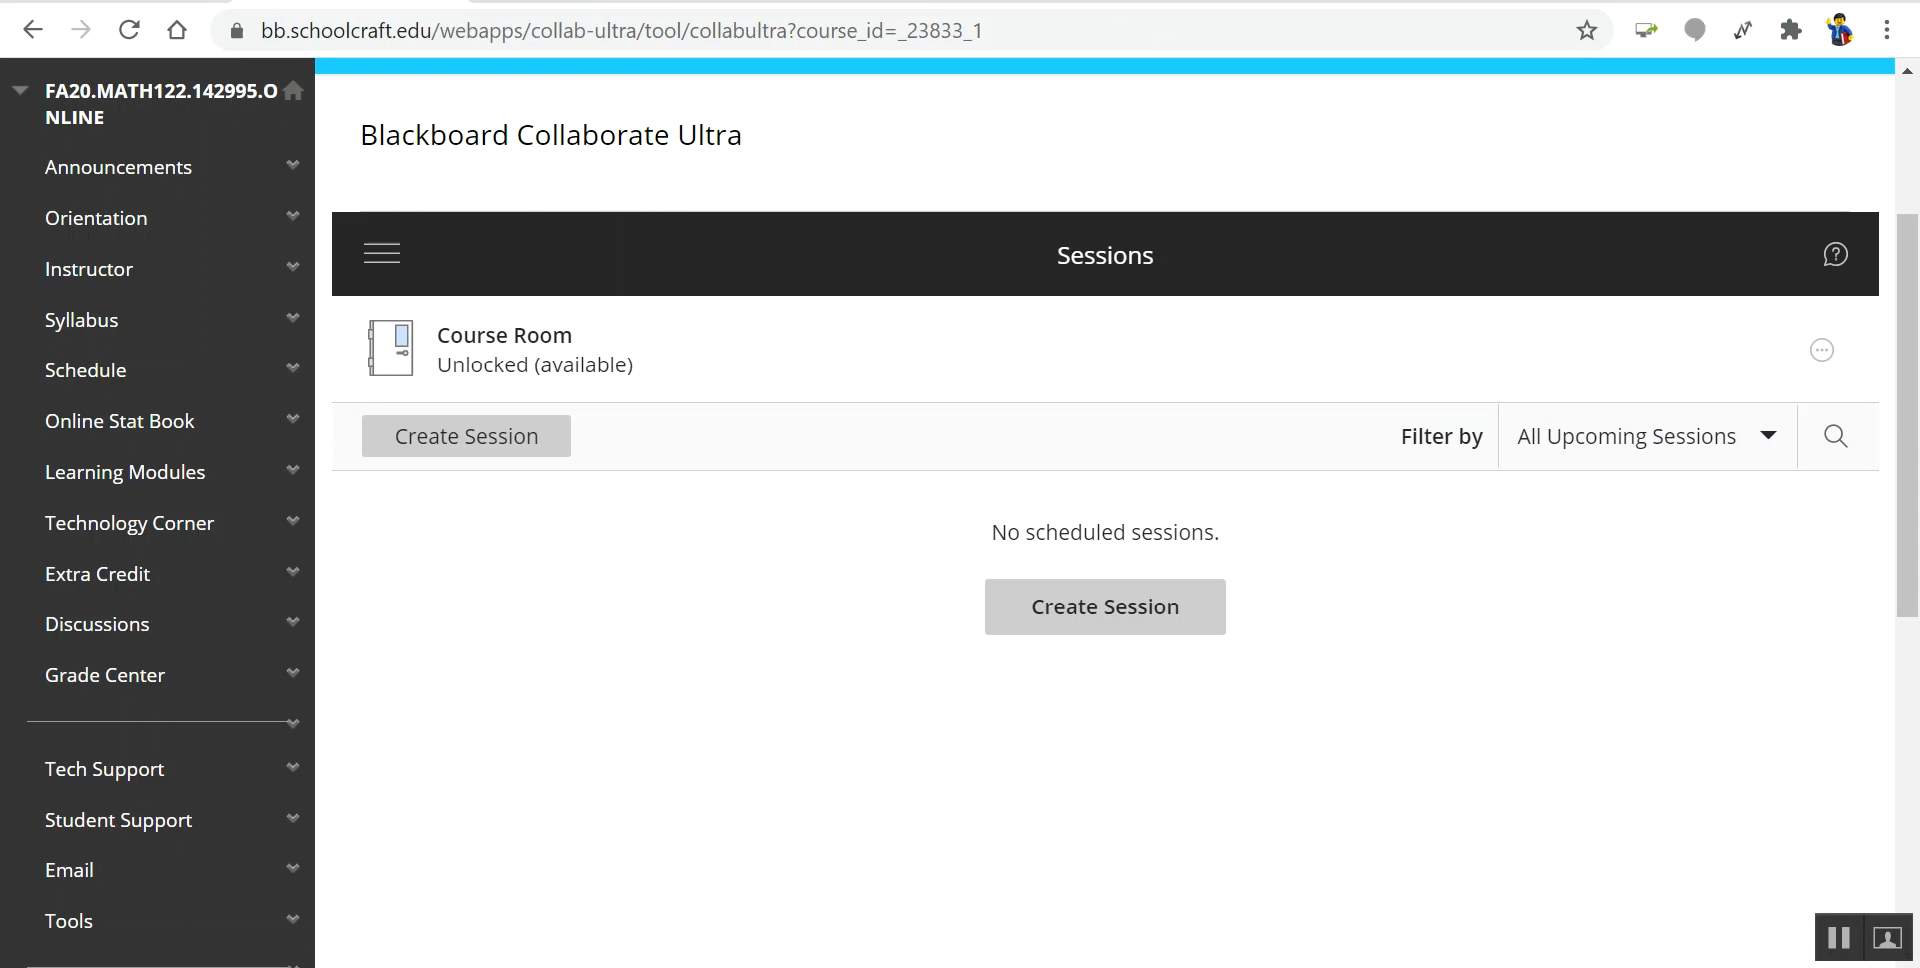 bb.schoolcraft.edu/webapps/collab-ultra/tool/collabultra?course_id=_23833_1
FA20.MATH122.142995.O
NLINE
Announcements
Orientation
Instructor
Syllabus
Schedule
Online Stat Book
Learning Modules
Technology Corner
Extra Credit
Discussions
Grade Center
Tech Support
Student Support
Email
Tools
Blackboard Collaborate Ultra
Sessions
Course Room
Unlocked (available)
Create Session
Filter by
All Upcoming Sessions
No scheduled sessions.
Create Session